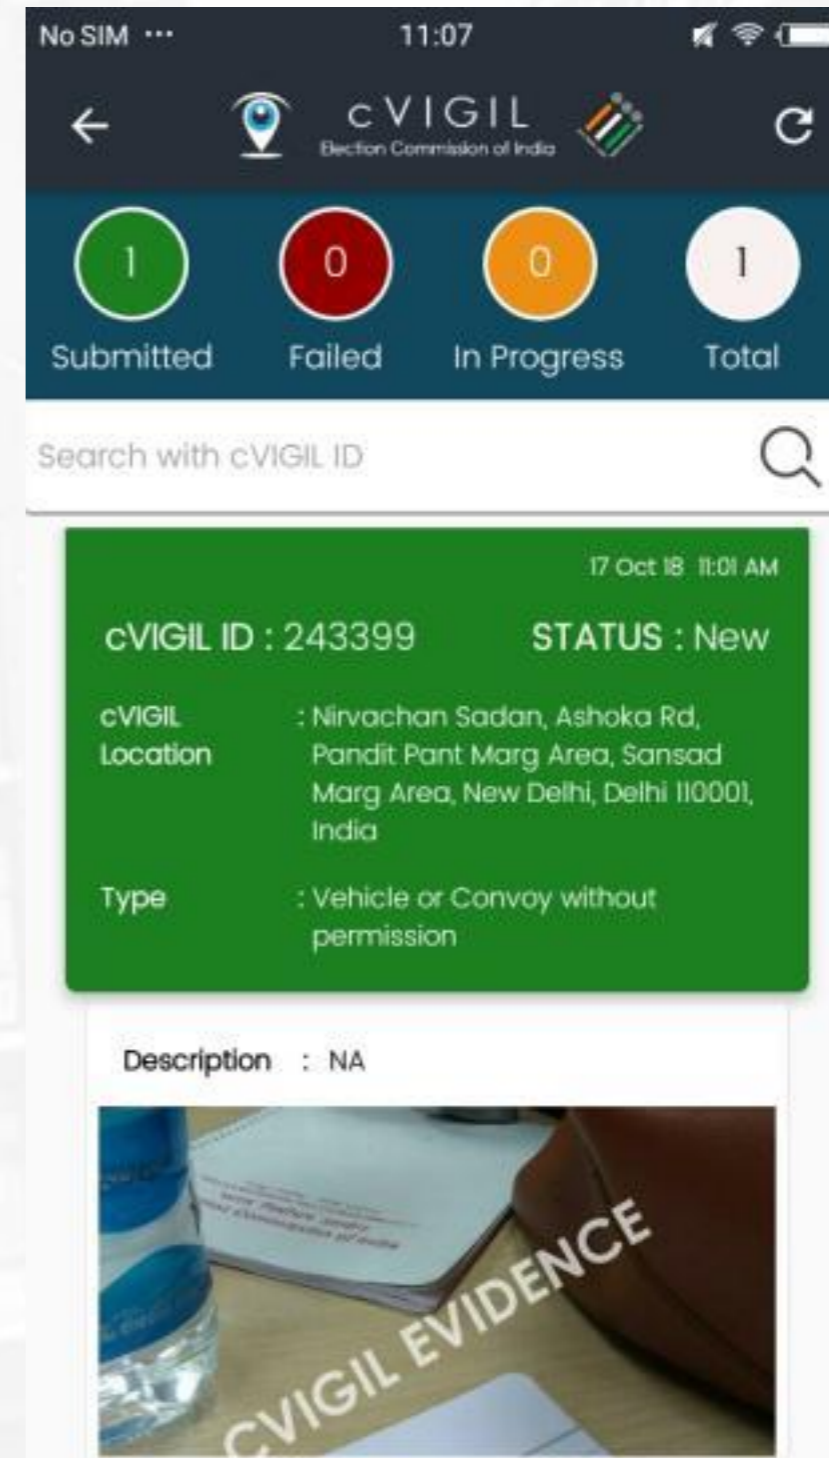 No SIM ···
11:07
cVIGIL
Election Commission of India
1
0
0
1
Submitted
Failed
In Progress
Total
Search with cVIGIL ID
17 Oct 18 11:01 AM
cVIGIL ID : 243399
STATUS : New
cVIGIL Location
: Nirvachan Sadan, Ashoka Rd,
Pandit Pant Marg Area, Sansad
Marg Area, New Delhi, Delhi 110001,
India
Type
: Vehicle or Convoy without
permission
Description : NA
CVIGIL EVIDENCE